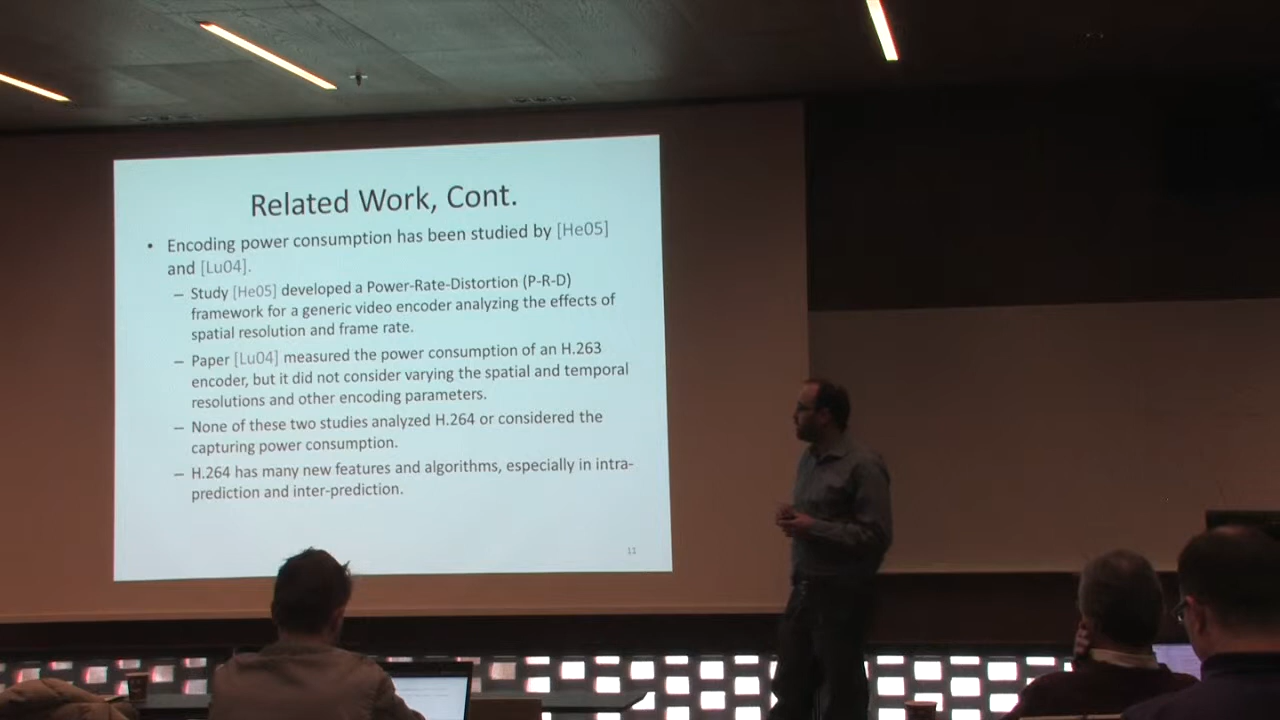 Related Work, Cont.
• Encoding power consumption has been studied by [He05]
and [Lu04].
– Study [He05] developed a Power-Rate-Distortion (P-R-D)
framework for a generic video encoder analyzing the effects of
spatial resolution and frame rate.
– Paper [Lu04] measured the power consumption of an H.263
encoder, but it did not consider varying the spatial and temporal
resolutions and other encoding parameters.
– None of these two studies analyzed H.264 or considered the
capturing power consumption.
– H.264 has many new features and algorithms, especially in intra-
prediction and inter-prediction.
11